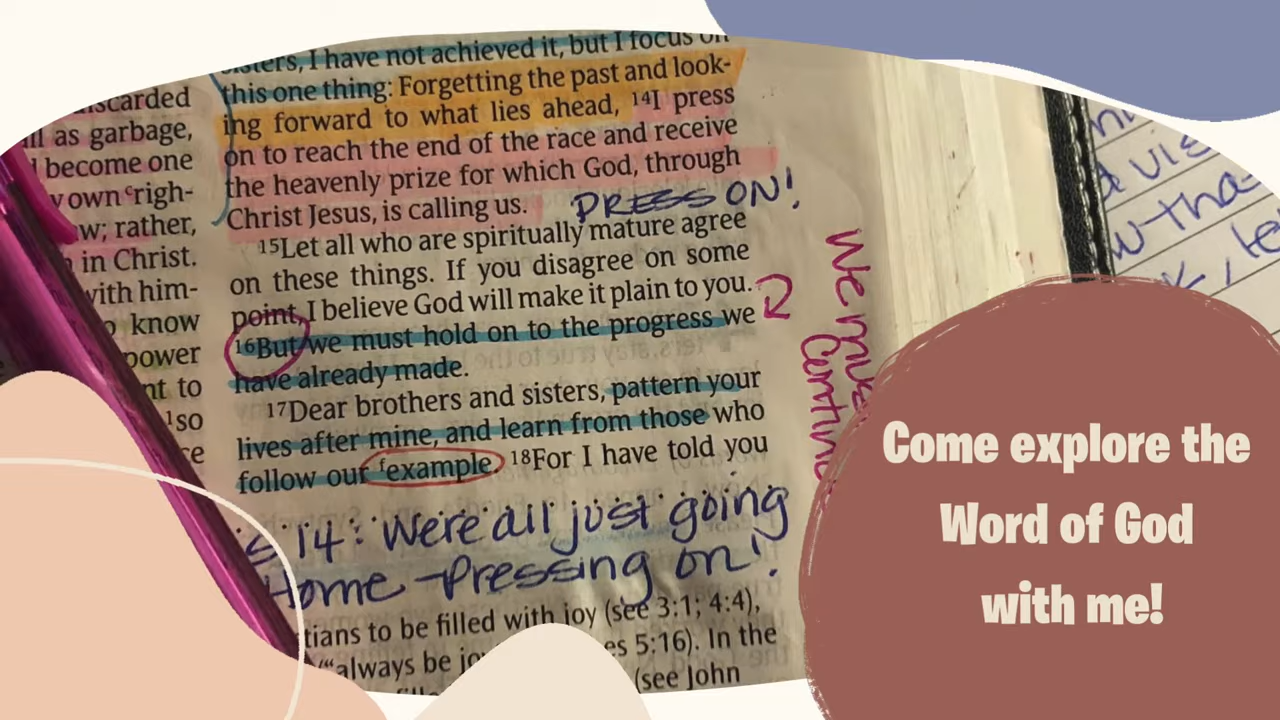 scarded
as garbage,
become one
own ᶜrigh-
w; rather,
in Christ.
with him-
know
power
nt to
so
sisters, I have not achieved it, but I focus on
this one thing: Forgetting the past and look-
ing forward to what lies ahead, ¹⁴I press
on to reach the end of the race and receive
the heavenly prize for which God, through
Christ Jesus, is calling us.
PRESS ON!
¹⁵Let all who are spiritually mature agree
on these things. If you disagree on some
point, I believe God will make it plain to you.
¹⁶But we must hold on to the progress we
have already made.
¹⁷Dear brothers and sisters, pattern your
lives after mine, and learn from those who
follow our ᶠexample. ¹⁸For I have told you
14: We're all just going
Home - Pressing on!
tians to be filled with joy (see 3:1; 4:4),
"always be jo
es 5:16). In the
(see John
We
Come explore the
Word of God
with me!